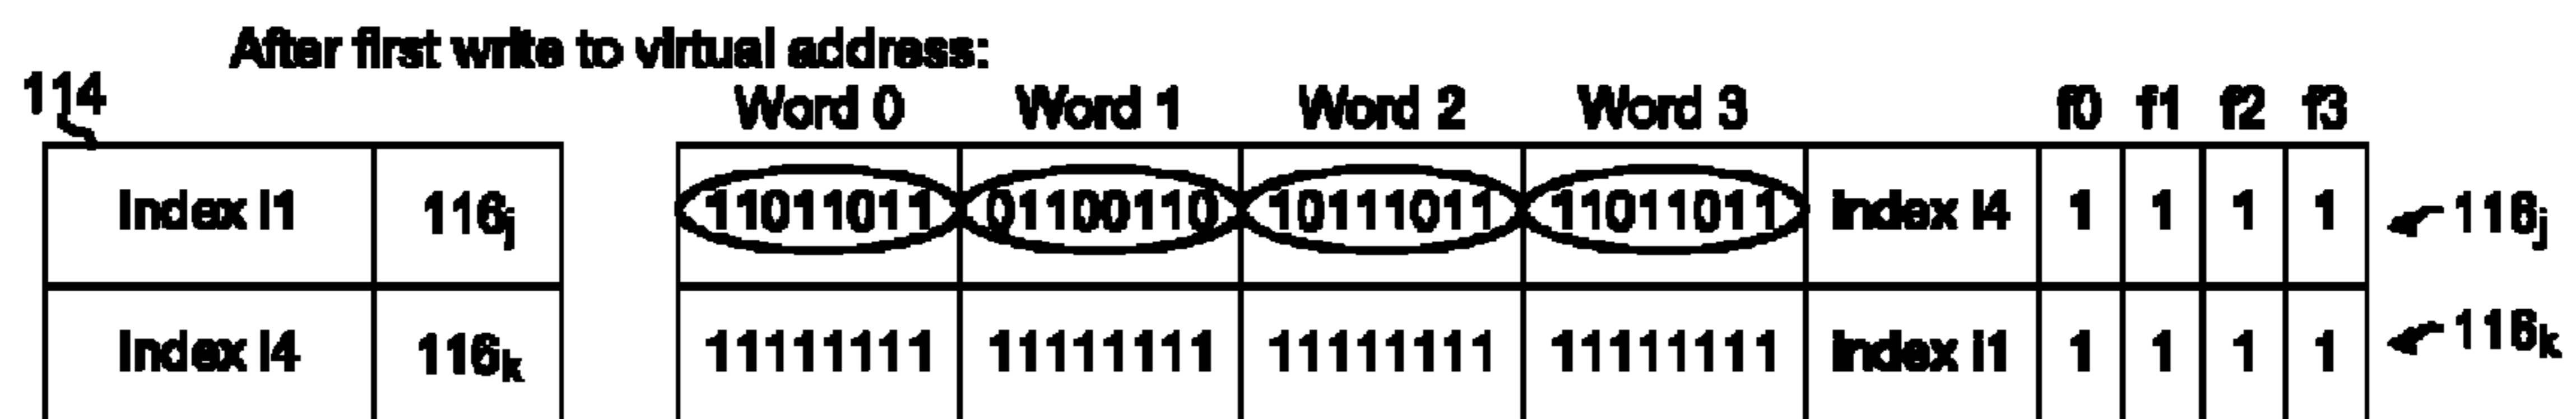 After first write to virtual address:
114
Word 0 Word 1 Word 2 Word 3 f0 f1 f2 f3
Index I1 116j 11011011 01100110 10111011 11011011 Index I4 1 1 1 1 116j
Index I4 116k 11111111 11111111 11111111 11111111 Index i1 1 1 1 1 116k